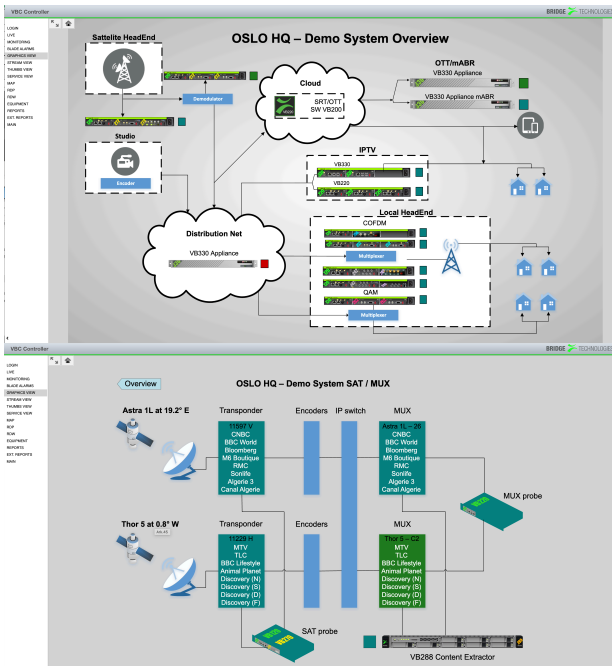 VBC Controller
BRIDGE TECHNOLOGIES
LOGIN
LIVE
MONITORING
BLADE ALARMS
GRAPHICS VIEW
STREAM VIEW
THUMBS VIEW
SERVICE VIEW
MAP
RDP
RDW
EQUIPMENT
REPORTS
EXT. REPORTS
MAIN
OSLO HQ – Demo System Overview
Sattelite HeadEnd
Demodulator
Studio
Encoder
Cloud
VB220
SRT/OTT
SW VB200
OTT/mABR
VB330 Appliance
VB330 Appliance mABR
IPTV
VB330
VB220
Distribution Net
VB330 Appliance
Local HeadEnd
COFDM
Multiplexer
QAM
Multiplexer
VBC Controller
BRIDGE TECHNOLOGIES
LOGIN
LIVE
MONITORING
BLADE ALARMS
GRAPHICS VIEW
STREAM VIEW
THUMBS VIEW
SERVICE VIEW
MAP
RDP
RDW
EQUIPMENT
REPORTS
EXT. REPORTS
MAIN
Overview
OSLO HQ – Demo System SAT / MUX
Astra 1L at 19.2° E
Transponder
Encoders
IP switch
MUX
11597 V
CNBC
BBC World
Bloomberg
M6 Boutique
RMC
Sonlife
Algerie 3
Canal Algerie
Astra 1L – 26
CNBC
BBC World
Bloomberg
M6 Boutique
RMC
Sonlife
Algerie 3
Canal Algerie
MUX probe
Thor 5 at 0.8° W
Transponder
Encoders
MUX
11229 H
MTV
TLC
BBC Lifestyle
Animal Planet
Discovery (N)
Discovery (S)
Discovery (D)
Discovery (F)
Thor 5 – C2
MTV
TLC
BBC Lifestyle
Animal Planet
Discovery (N)
Discovery (S)
Discovery (D)
Discovery (F)
SAT probe
VB220
VB288 Content Extractor